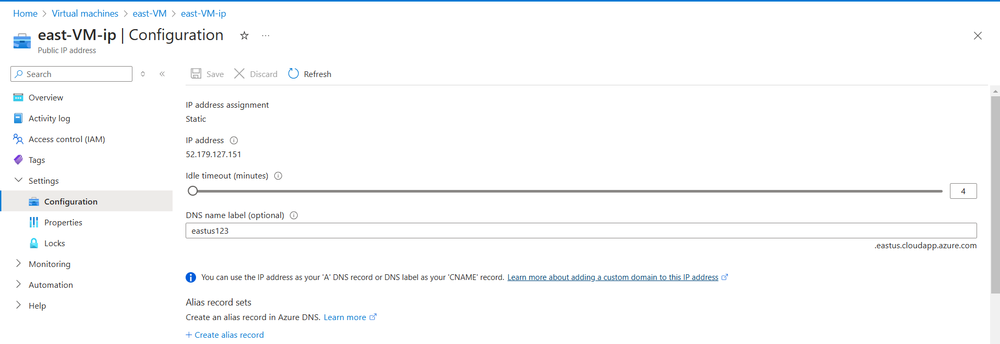 Home > Virtual machines > east-VM > east-VM-ip
east-VM-ip | Configuration
Public IP address
Search
Save
Discard
Refresh
Overview
Activity log
Access control (IAM)
Tags
Settings
Configuration
Properties
Locks
Monitoring
Automation
Help
IP address assignment
Static
IP address
52.179.127.151
Idle timeout (minutes)
4
DNS name label (optional)
eastus123
.eastus.cloudapp.azure.com
You can use the IP address as your 'A' DNS record or DNS label as your 'CNAME' record. Learn more about adding a custom domain to this IP address
Alias record sets
Create an alias record in Azure DNS. Learn more
+ Create alias record